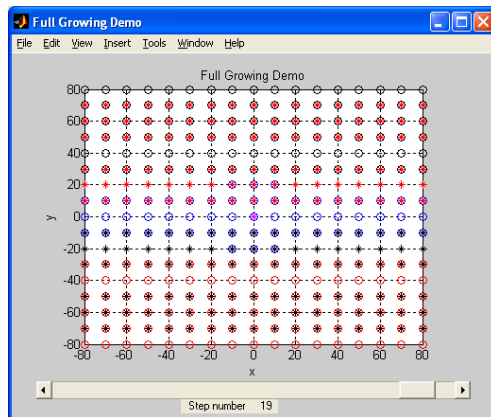 Full Growing Demo
File Edit View Insert Tools Window Help
Full Growing Demo
80
60
40
20
0
-20
-40
-60
-80
y
-80 -60 -40 -20 0 20 40 60 80
x
Step number 19